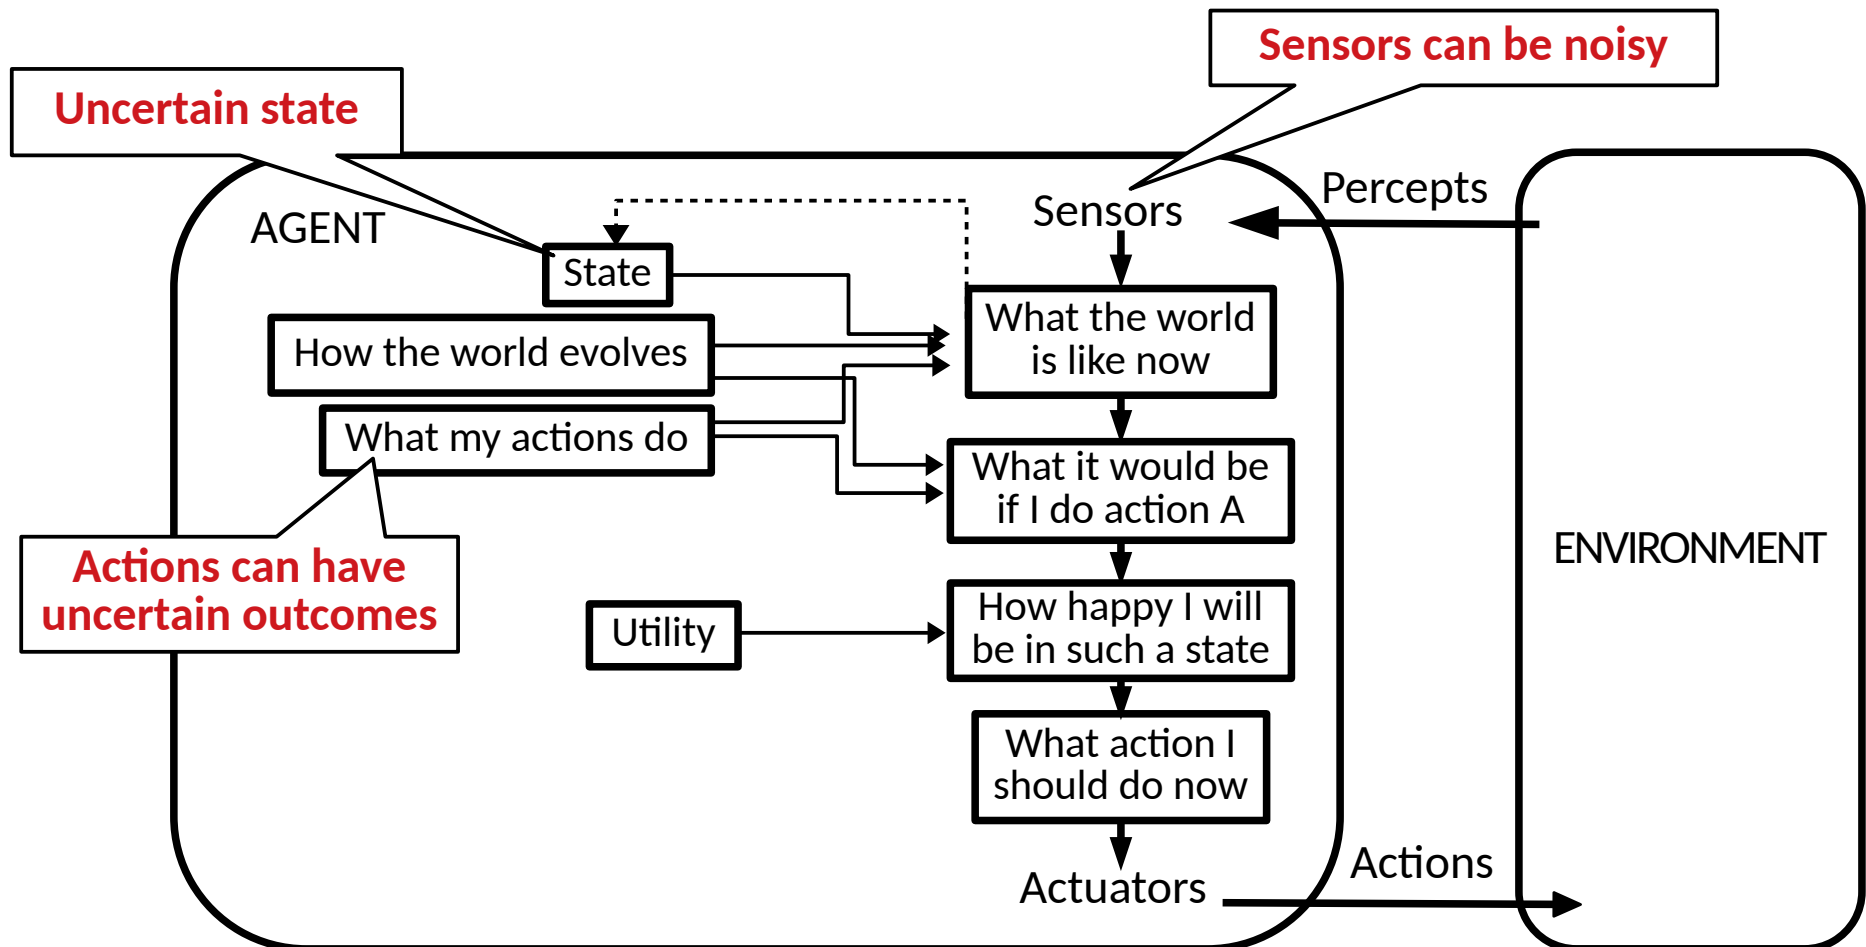 Sensors can be noisy
Uncertain state
Percepts
Sensors
AGENT
State
What the world
is like now
How the world evolves
What my actions do
What it would be
if I do action A
ENVIRONMENT
Actions can have
uncertain outcomes
How happy I will
be in such a state
Utility
What action I
should do now
Actions
Actuators